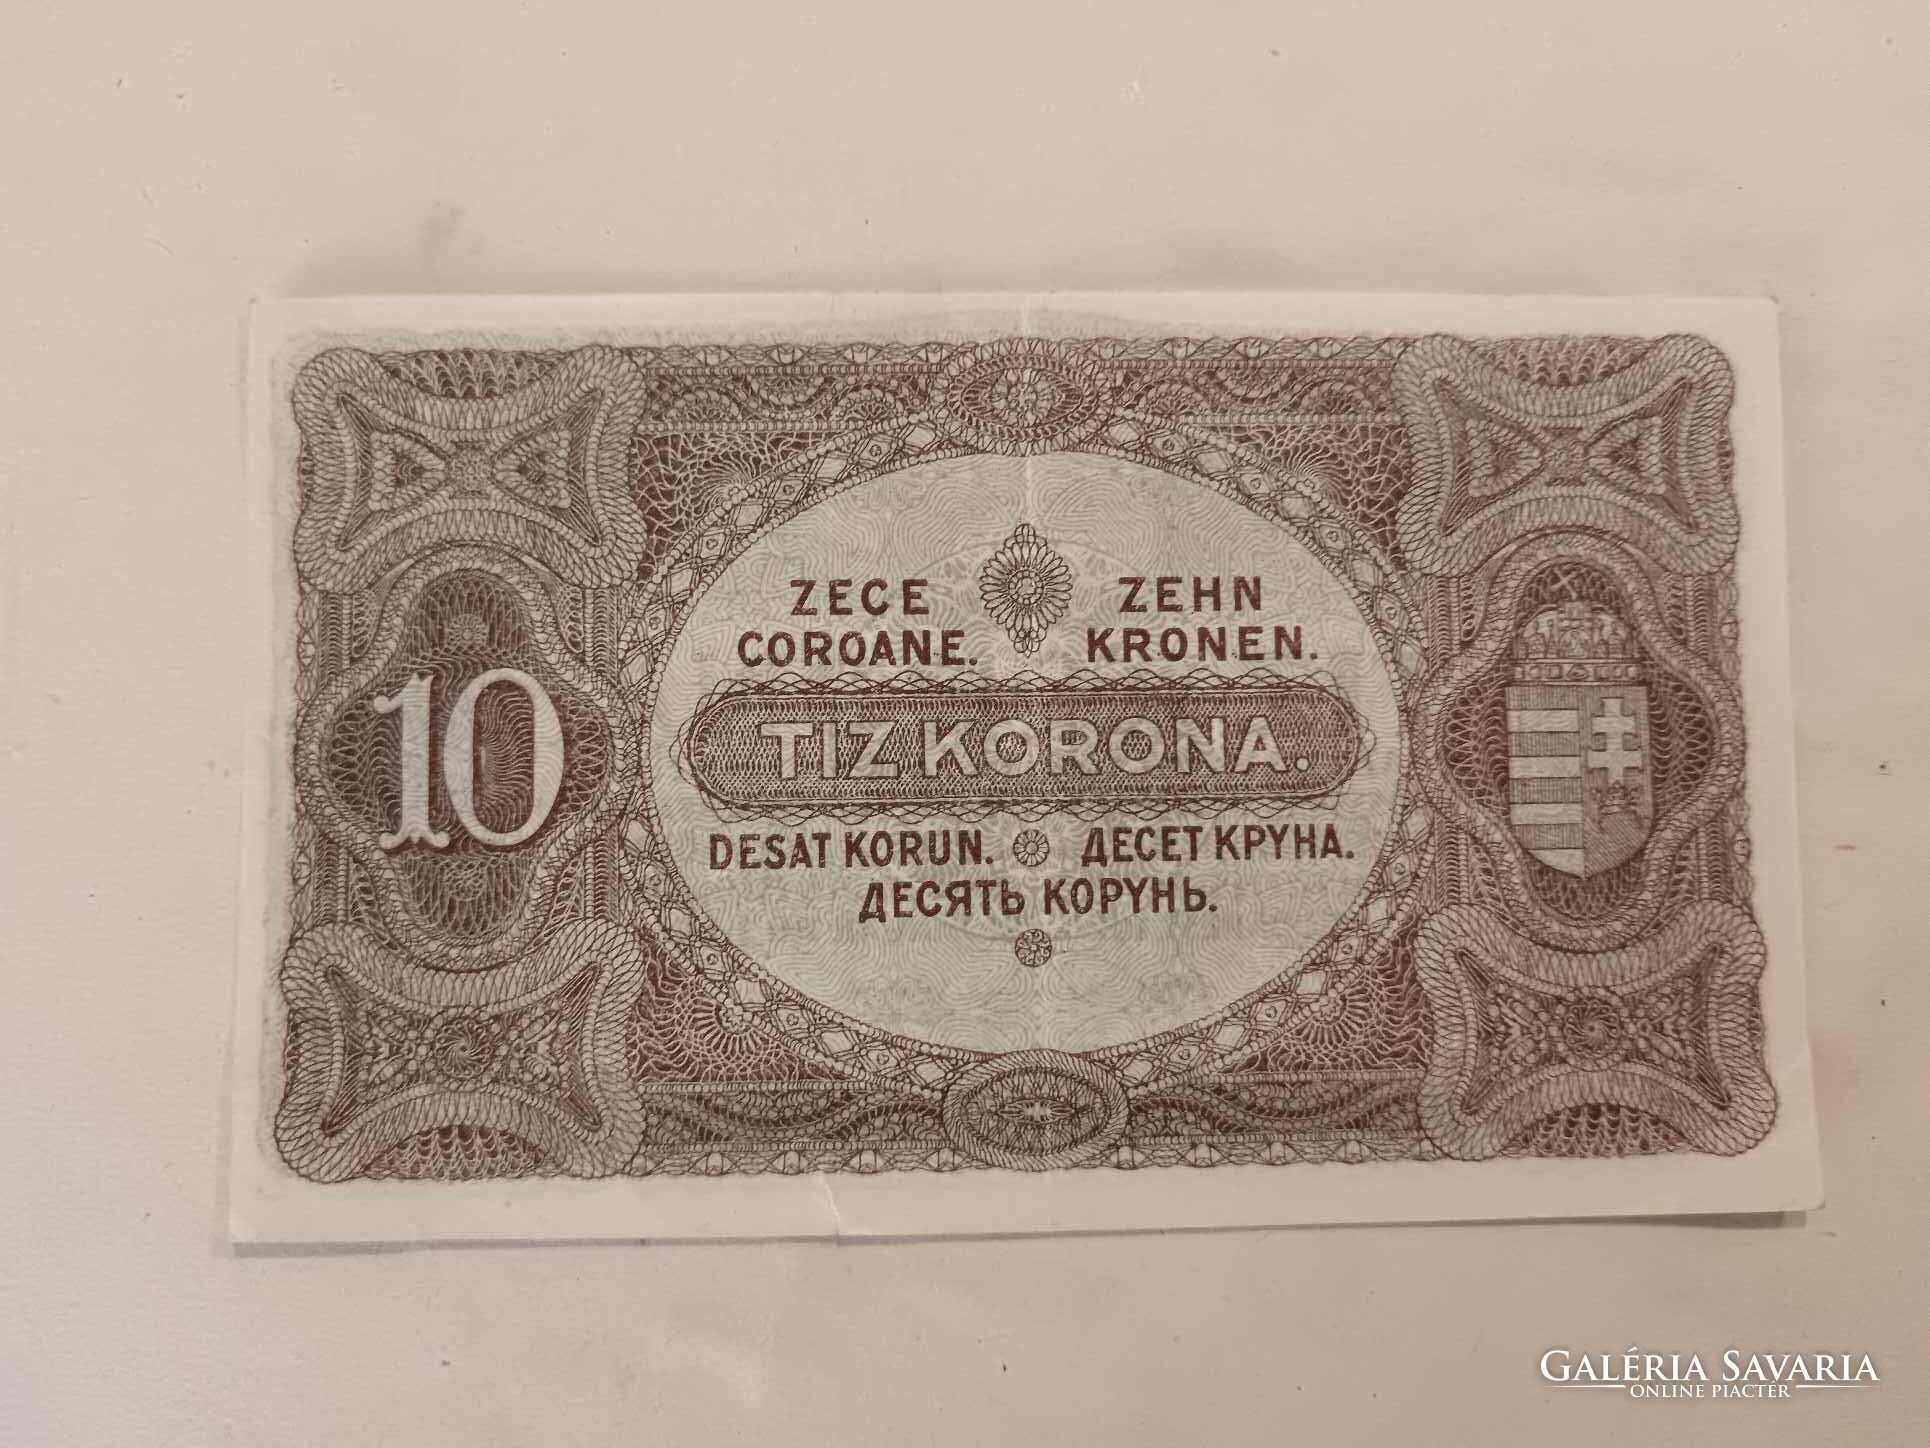 ZECE
COROANE.
ZEHN
KRONEN.
10
TIZ KORONA.
DESAT KORUN.
ДЕСЕТ КРУНА.
ДЕСЯТЬ КОРУНЬ.
GALÉRIA SAVARIA
ONLINE PIACTÉR